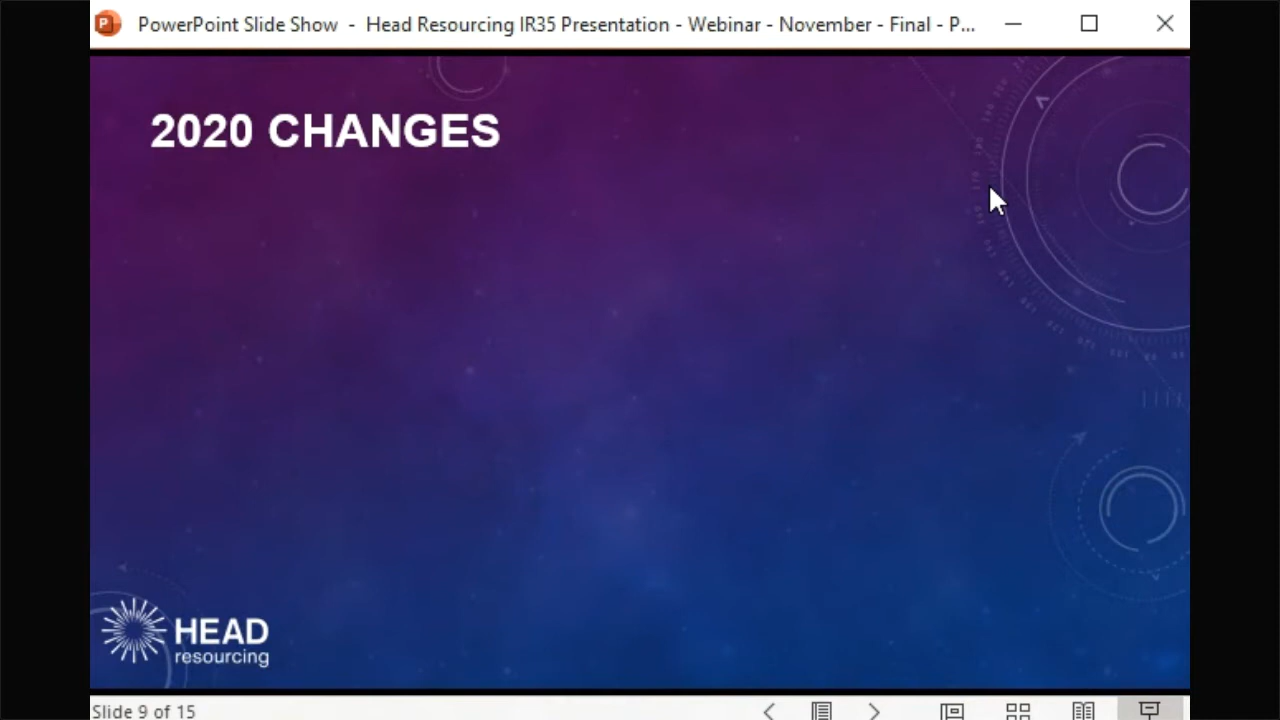 PowerPoint Slide Show - Head Resourcing IR35 Presentation - Webinar - November - Final - P...
2020 CHANGES
HEAD
resourcing
Slide 9 of 15